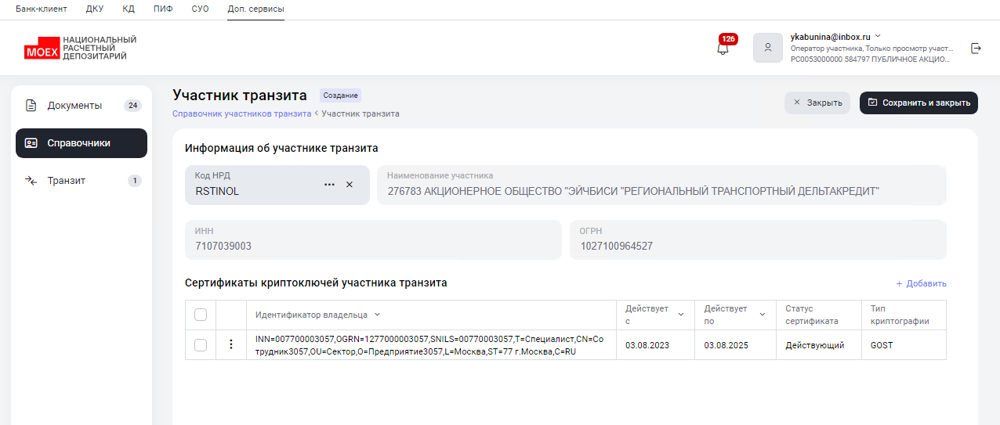 Банк-клиент ДКУ КД ПИФ СУО Доп. сервисы
MOEX НАЦИОНАЛЬНЫЙ
РАСЧЕТНЫЙ
ДЕПОЗИТАРИЙ
126
ykabunina@inbox.ru
Оператор участника, Только просмотр участ...
PC0053000000 584797 ПУБЛИЧНОЕ АКЦИО...
Документы 24
Справочники
Транзит 1
Участник транзита Создание
Справочник участников транзита < Участник транзита
Закрыть
Сохранить и закрыть
Информация об участнике транзита
Код НРД
RSTINOL
Наименование участника
276783 АКЦИОНЕРНОЕ ОБЩЕСТВО "ЭЙЧБИСИ "РЕГИОНАЛЬНЫЙ ТРАНСПОРТНЫЙ ДЕЛЬТАКРЕДИТ"
ИНН
7107039003
ОГРН
1027100964527
Сертификаты криптоключей участника транзита
+ Добавить
Идентификатор владельца
Действует
с
Действует
по
Статус
сертификата
Тип
криптографии
INN=007700003057,OGRN=1277000003057,SNILS=00770003057,T=Специалист,CN=Со
трудник3057,OU=Сектор,O=Предприятие3057,L=Москва,ST=77 г.Москва,C=RU
03.08.2023
03.08.2025
Действующий
GOST